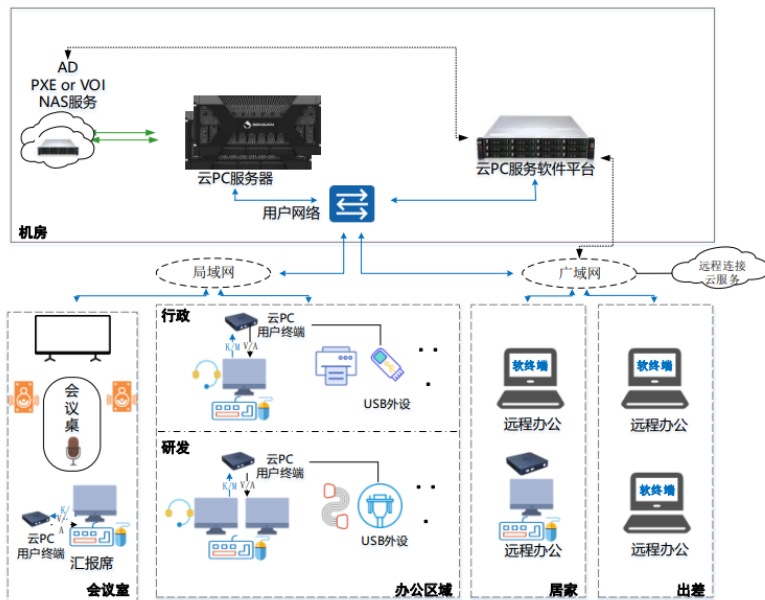 AD
PXE or VOI
NAS服务
云PC服务器
云PC服务软件平台
用户网络
机房
局域网
广域网
远程连接
云服务
会议桌
K/
V/
A
云PC
用户终端
汇报席
会议室
行政
云PC
用户终端
K/M
V/A
USB外设
研发
云PC
用户终端
K/M
V/A
USB外设
办公区域
软终端
远程办公
远程办公
居家
软终端
远程办公
软终端
远程办公
出差